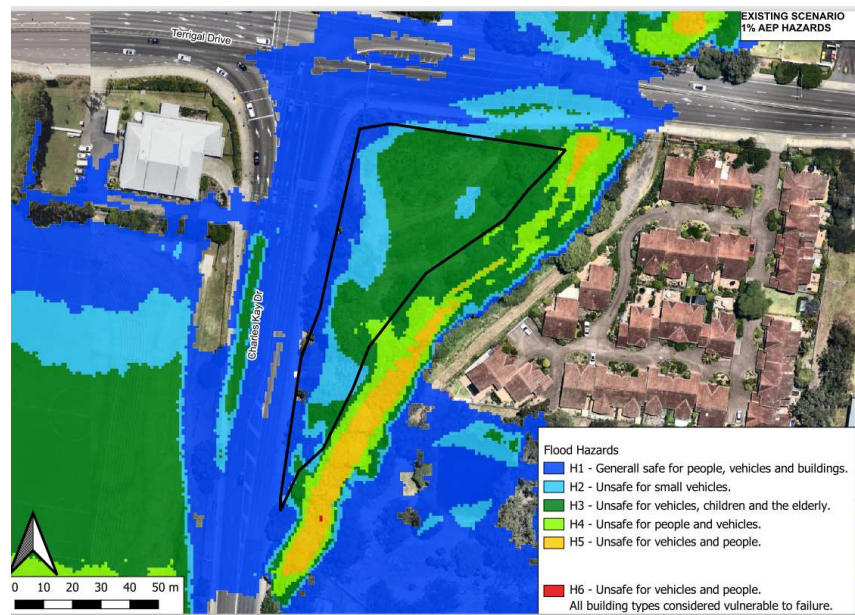 EXISTING SCENARIO
1% AEP HAZARDS
Terrigal Drive
Charles Kay Dr
Flood Hazards
H1 - Generall safe for people, vehicles and buildings.
H2 - Unsafe for small vehicles.
H3 - Unsafe for vehicles, children and the elderly.
H4 - Unsafe for people and vehicles.
H5 - Unsafe for vehicles and people.
H6 - Unsafe for vehicles and people.
All building types considered vulnerable to failure.
0 10 20 30 40 50 m